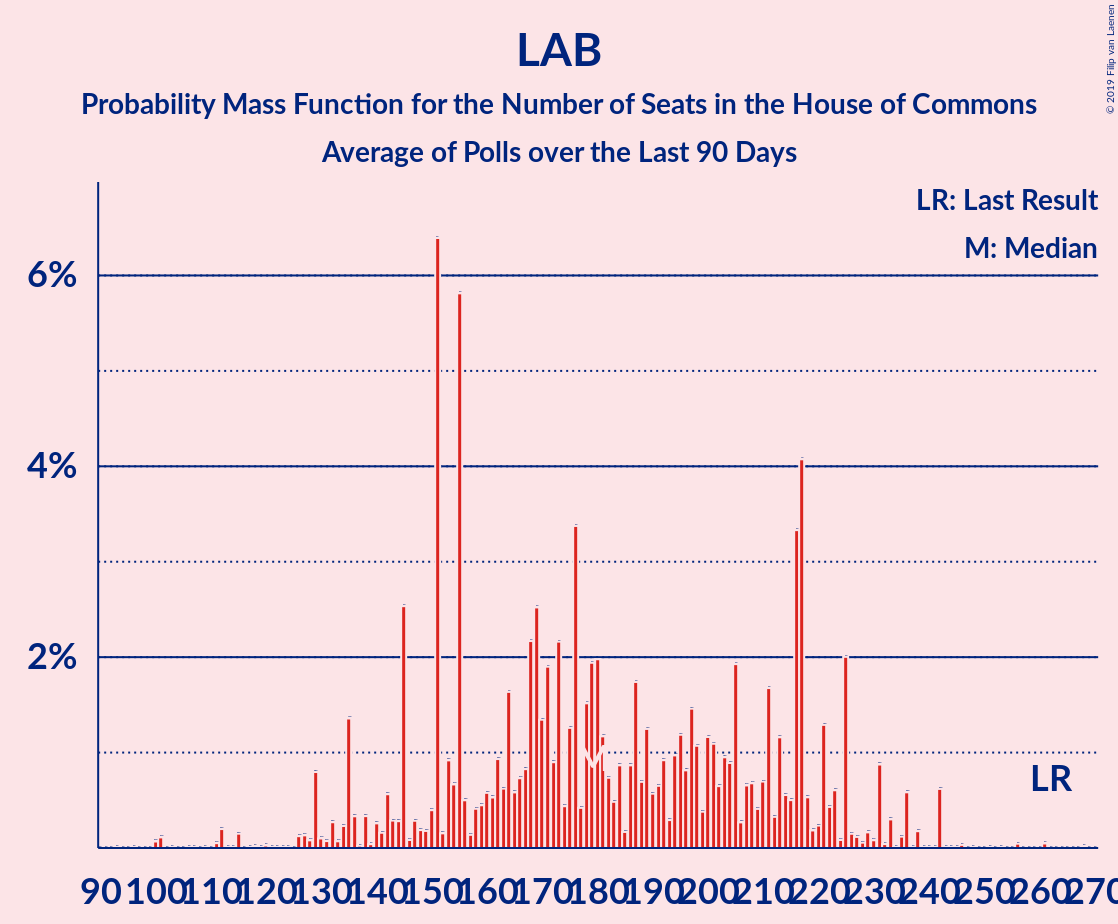 LAB
Probability Mass Function for the Number of Seats in the House of Commons
Average of Polls over the Last 90 Days
© 2019 Filip van Laenen
LR: Last Result
M: Median
6%
4%
2%
LR
90 100 110 120 130 140 150 160 170 180 190 200 210 220 230 240 250 260 270